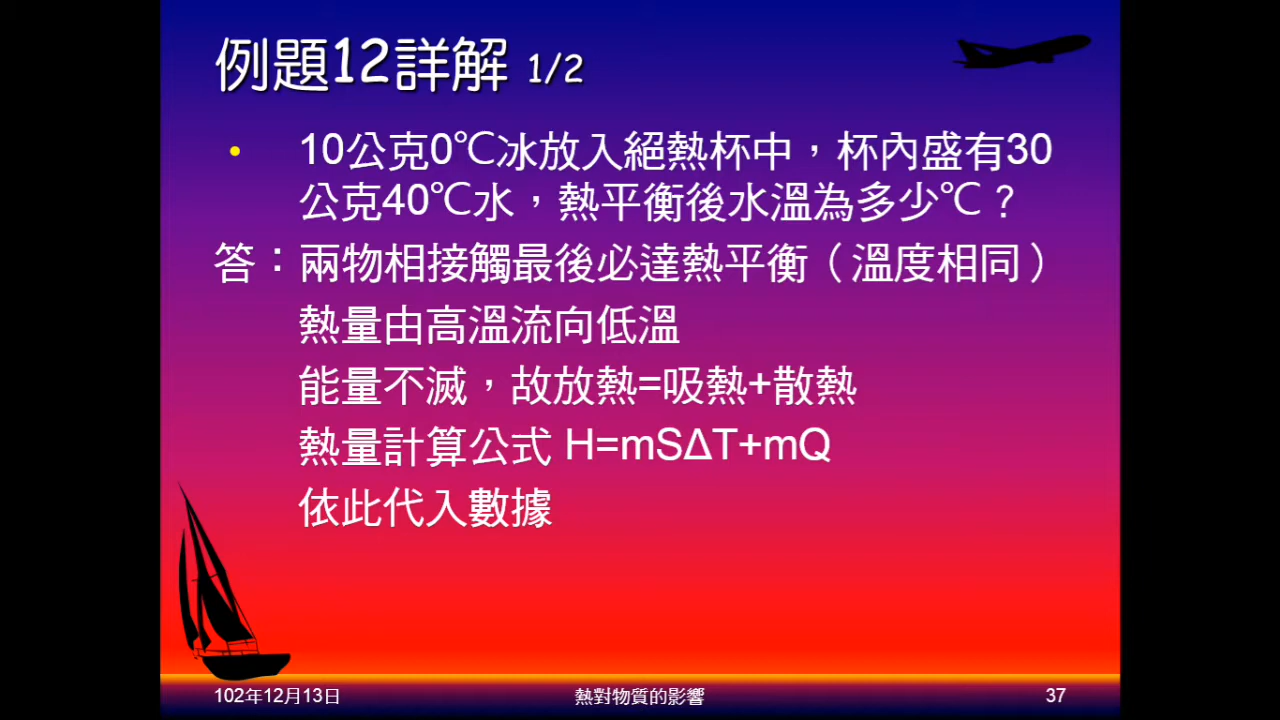 例題12詳解 1/2
• 10公克0℃冰放入絕熱杯中，杯內盛有30
公克40℃水，熱平衡後水溫為多少℃？
答：兩物相接觸最後必達熱平衡（溫度相同）
熱量由高溫流向低溫
能量不滅，故放熱=吸熱+散熱
熱量計算公式 H=mSΔT+mQ
依此代入數據
102年12月13日 熱對物質的影響 37